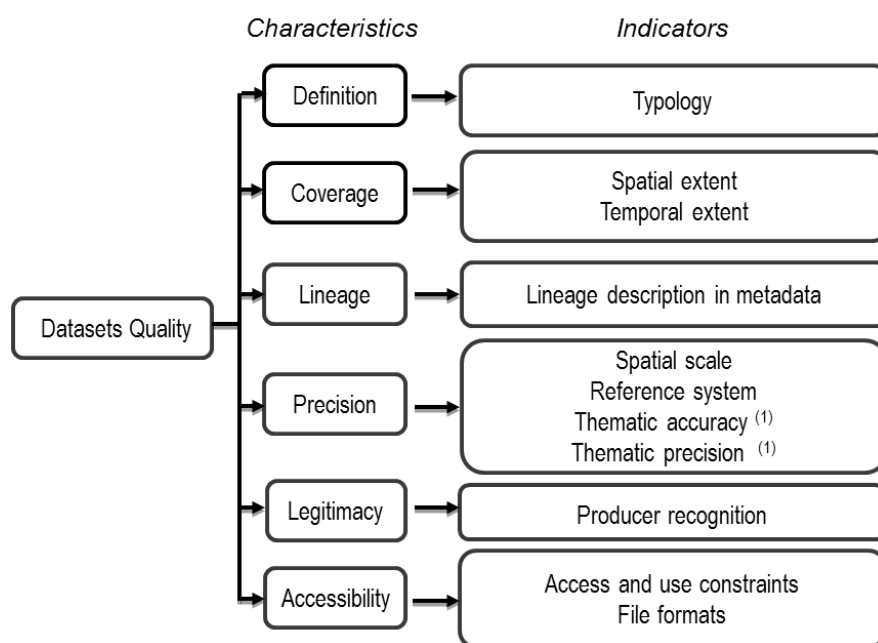 Characteristics
Indicators
Datasets Quality
Definition
Typology
Coverage
Spatial extent
Temporal extent
Lineage
Lineage description in metadata
Precision
Spatial scale
Reference system
Thematic accuracy (1)
Thematic precision (1)
Legitimacy
Producer recognition
Accessibility
Access and use constraints
File formats